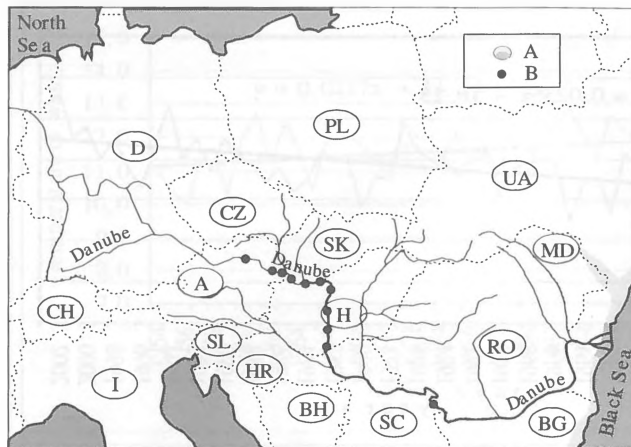 North
Sea
A
B
D
PL
UA
CZ
SK
MD
Danube
Danube
A
CH
H
SL
RO
HR
I
BH
SC
Danube
BG
Black Sea